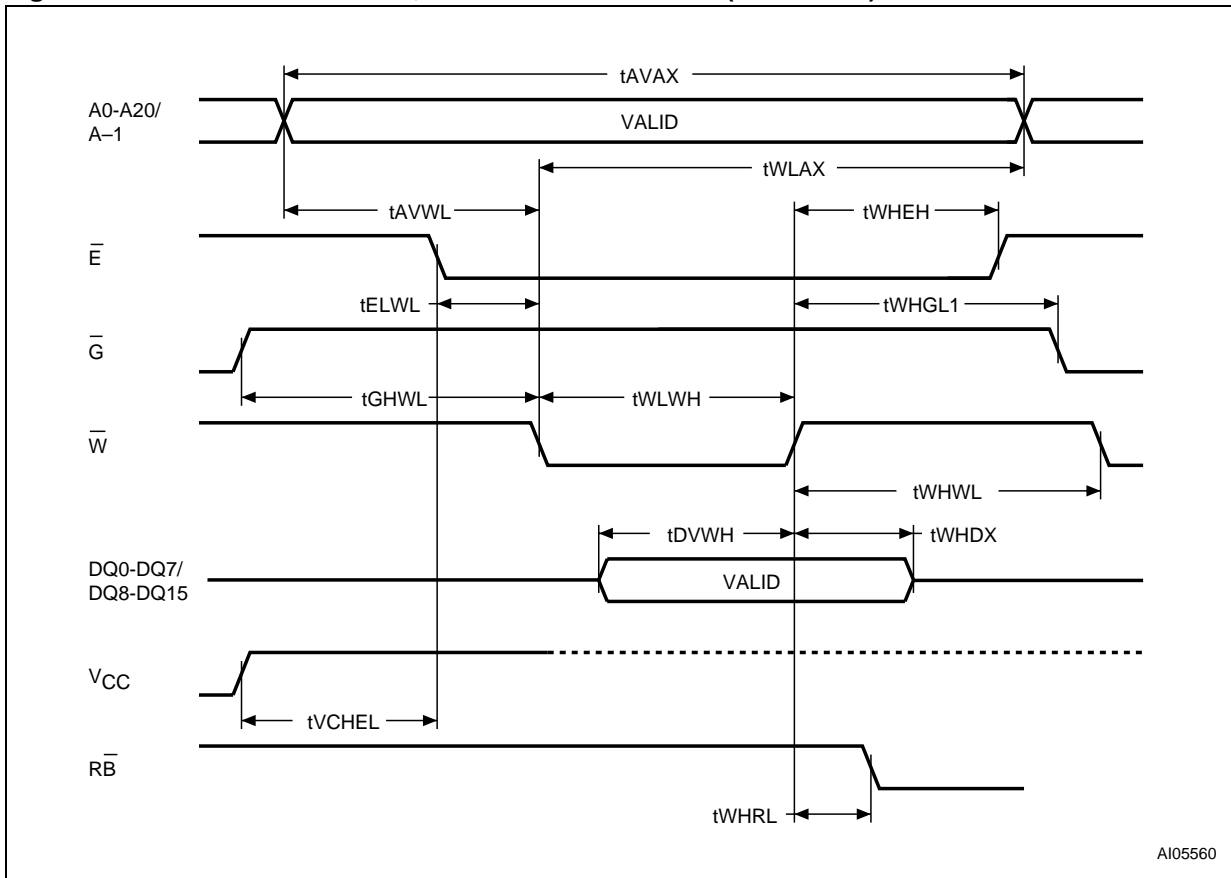 tAVAX
A0-A20/
A–1
VALID
tWLAX
tAVWL
tWHEH
E̅
tELWL
tWHGL1
G̅
tGHWL
tWLWH
W̅
tWHWL
tDVWH
tWHDX
DQ0-DQ7/
DQ8-DQ15
VALID
VCC
tVCHEL
RB̅
tWHRL
AI05560